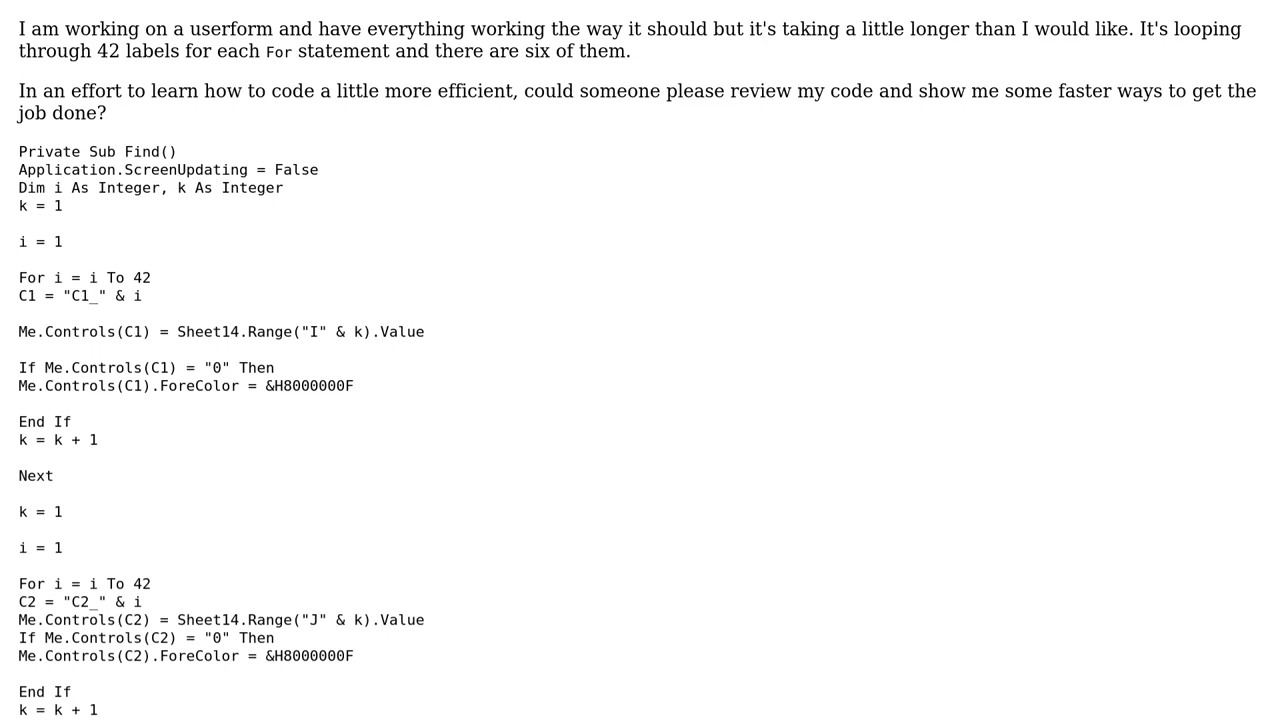 I am working on a userform and have everything working the way it should but it's taking a little longer than I would like. It's looping
through 42 labels for each For statement and there are six of them.
In an effort to learn how to code a little more efficient, could someone please review my code and show me some faster ways to get the
job done?
Private Sub Find()
Application.ScreenUpdating = False
Dim i As Integer, k As Integer
k = 1
i = 1
For i = i To 42
C1 = "C1_" & i
Me.Controls(C1) = Sheet14.Range("I" & k).Value
If Me.Controls(C1) = "0" Then
Me.Controls(C1).ForeColor = &H8000000F
End If
k = k + 1
Next
k = 1
i = 1
For i = i To 42
C2 = "C2_" & i
Me.Controls(C2) = Sheet14.Range("J" & k).Value
If Me.Controls(C2) = "0" Then
Me.Controls(C2).ForeColor = &H8000000F
End If
k = k + 1